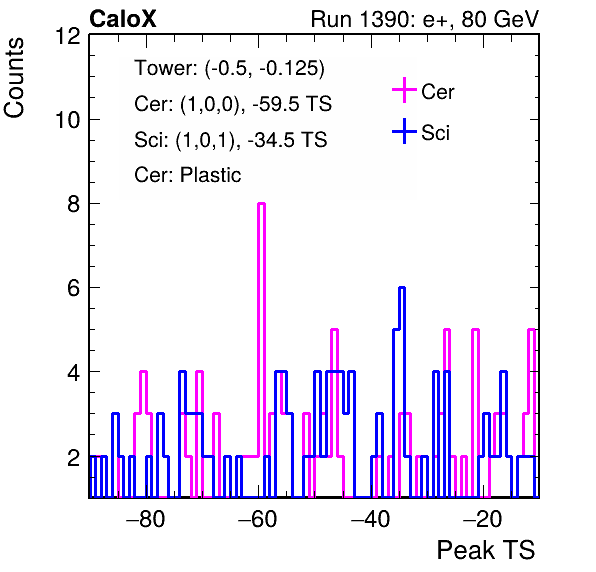 CaloX Run 1390: e+, 80 GeV
Counts
12
10
8
6
4
2
Tower: (-0.5, -0.125)
Cer: (1,0,0), -59.5 TS
Sci: (1,0,1), -34.5 TS
Cer: Plastic
Cer
Sci
−80 −60 −40 −20
Peak TS